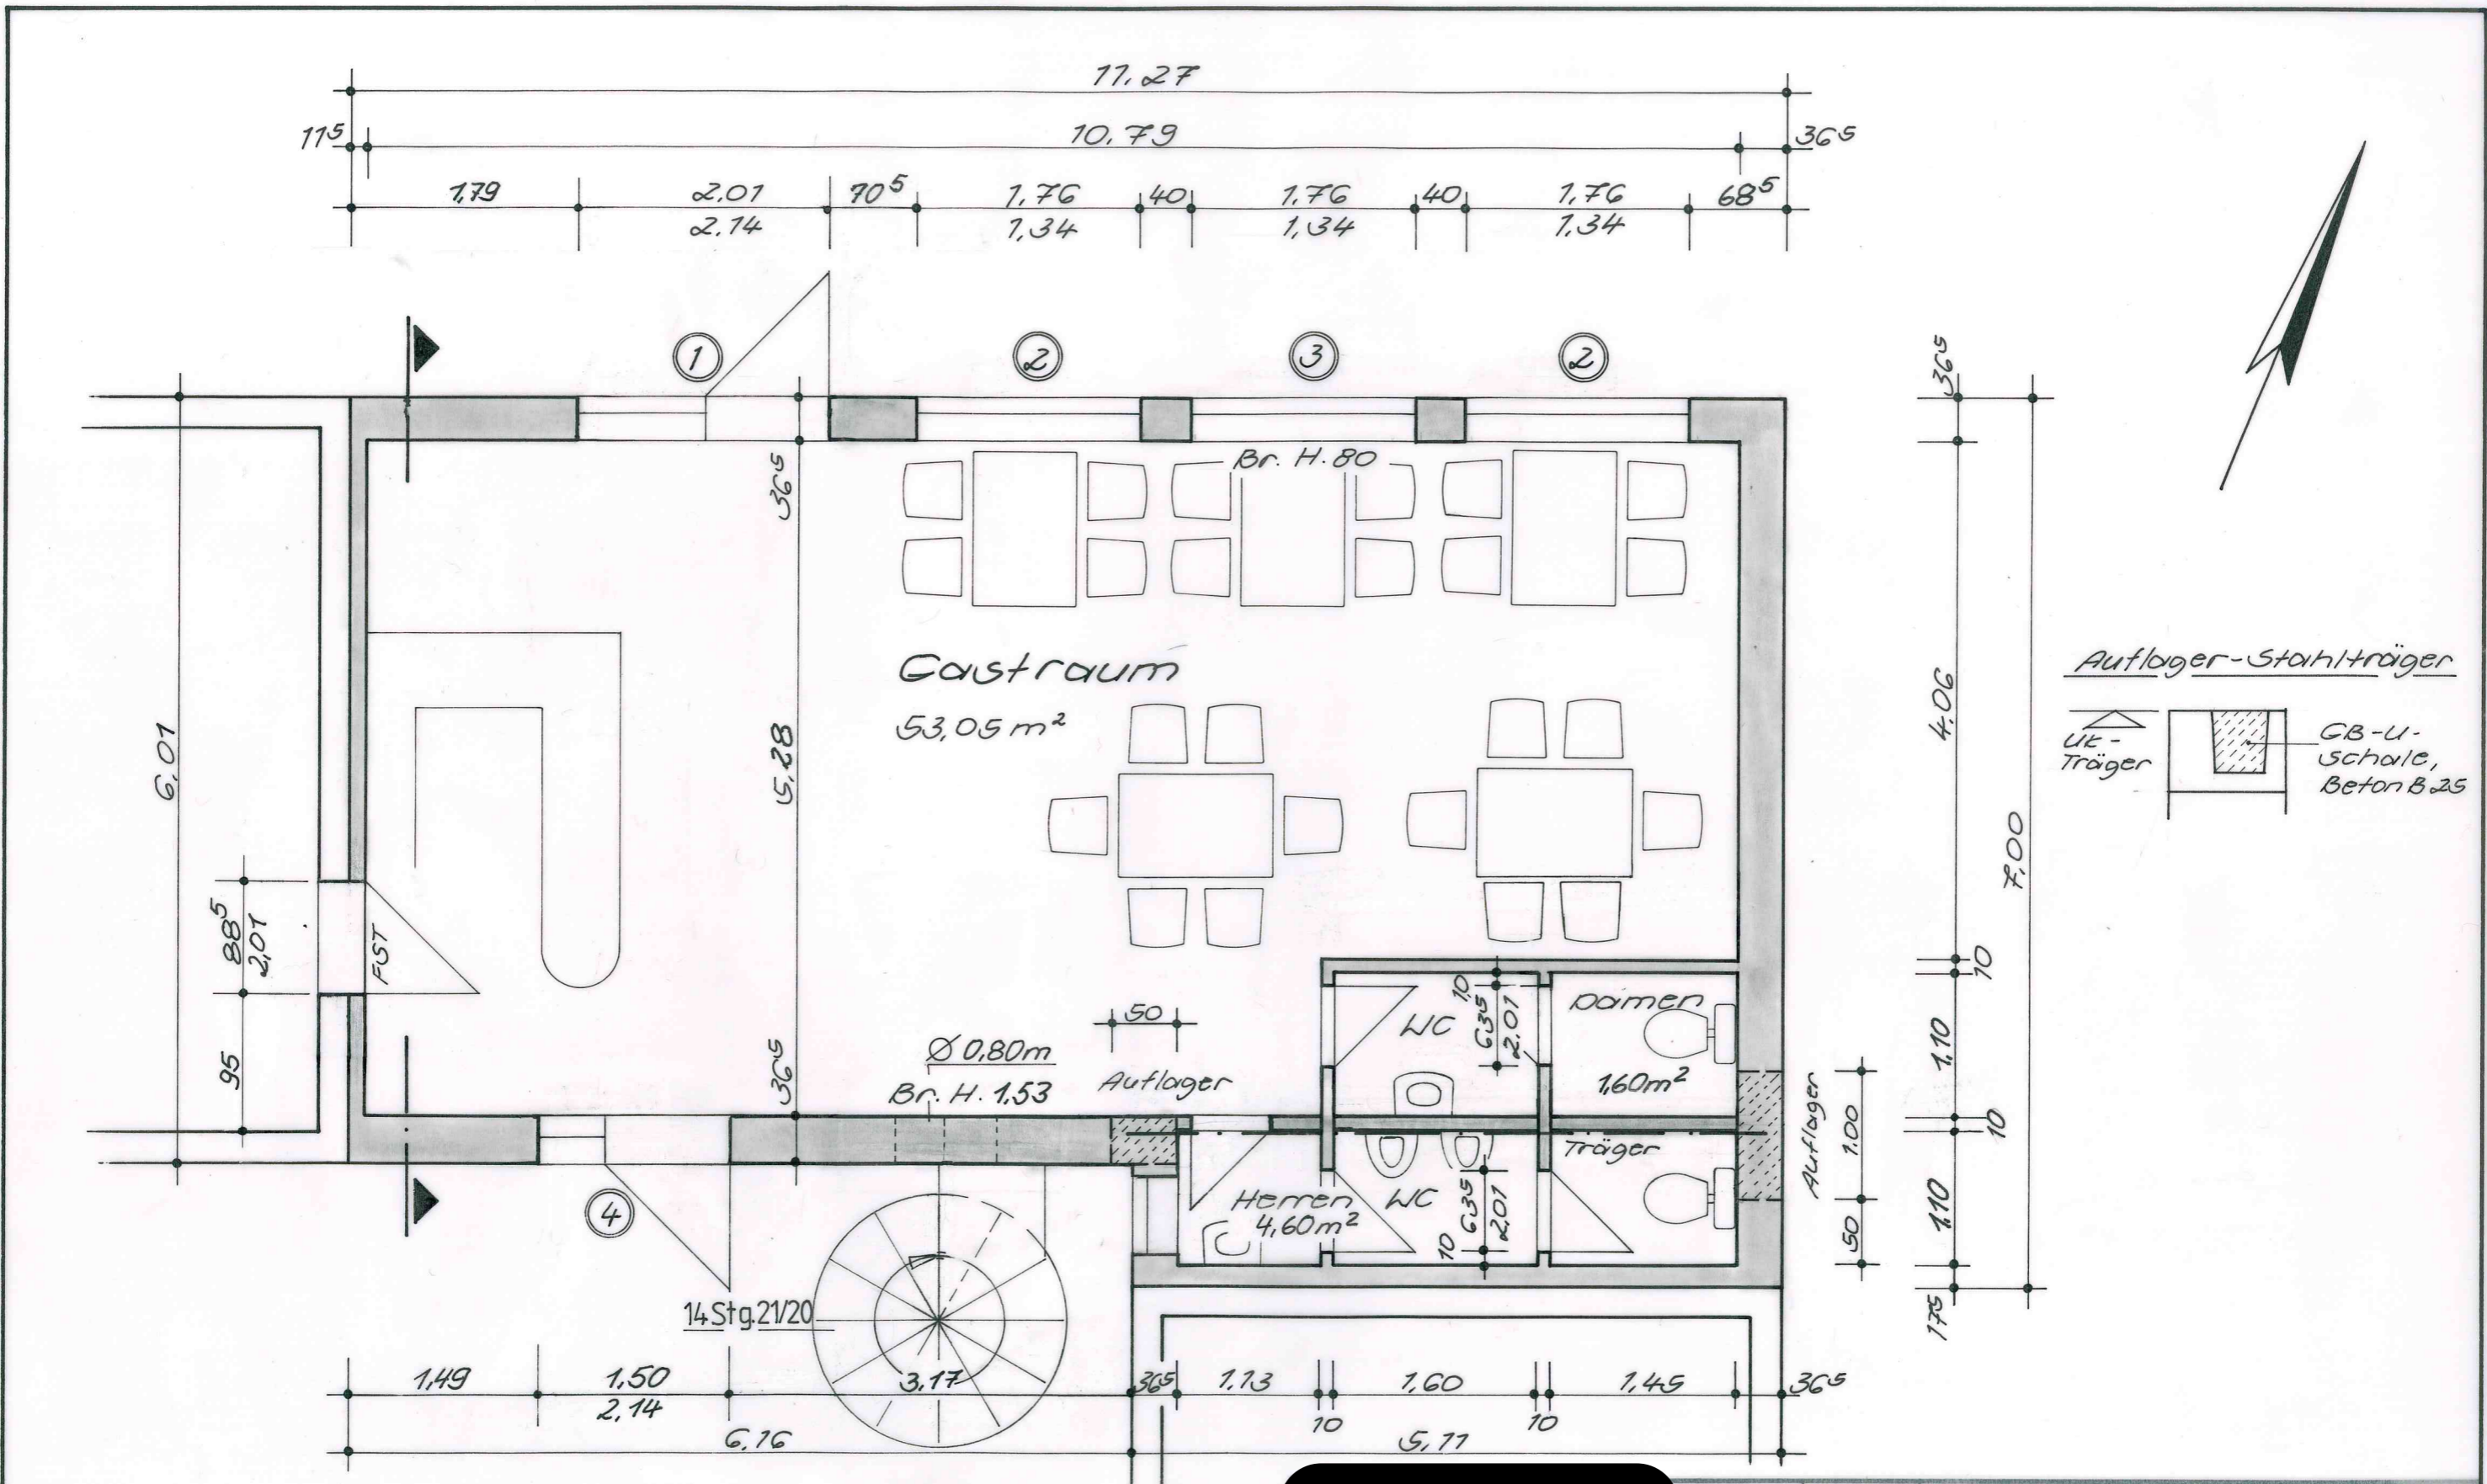 11,27
11⁵ 10,79 36⁵
1,79 2,01 70⁵ 1,76 40 1,76 40 1,76 68⁵
2,14 1,34 1,34 1,34
1 2 3 2
36⁵
Br. H. 80
36⁵
Gastraum
53,05 m²
6,01
5,28
4,06
7,00
Auflager-Stahlträger
UK-
Träger
GB-U-
Schale,
Beton B 25
88⁵
2,01
FST
95
10
Damen
WC
10
63⁵
2.01
1,60m²
1,10
50
Ø 0,80m
Br. H. 1.53
Auflager
36⁵
10
Auflager
1.00
Träger
Herren
4,60m²
WC
63⁵
2,01
10
1,10
50
17⁵
4
14Stg.21/20
1,49 1,50 3,17 36⁵ 1,13 1,60 1,45 36⁵
2,14 10 10
6,16 5,11